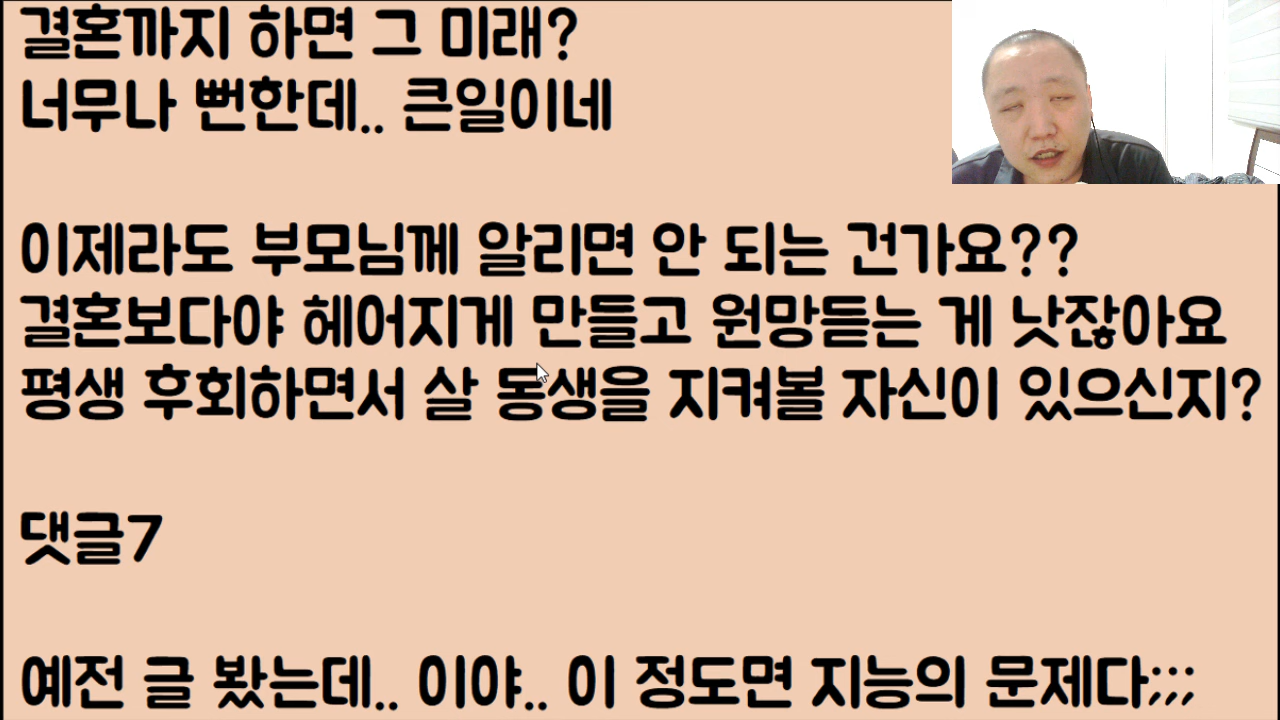 결혼까지 하면 그 미래?
너무나 뻔한데.. 큰일이네
이제라도 부모님께 알리면 안 되는 건가요??
결혼보다야 헤어지게 만들고 원망듣는 게 낫잖아요
평생 후회하면서 살 동생을 지켜볼 자신이 있으신지?
댓글7
예전 글 봤는데.. 이야.. 이 정도면 지능의 문제다;;;